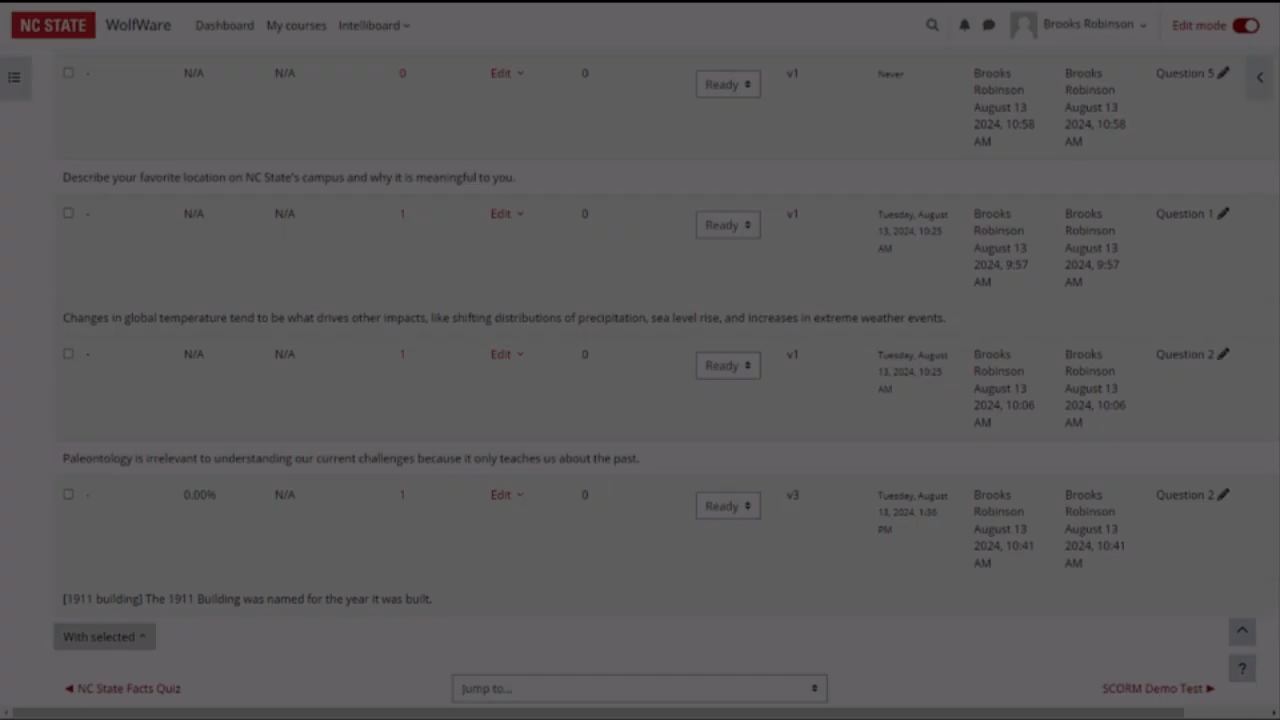 NC STATE WolfWare Dashboard My courses Intelliboard Brooks Robinson Edit mode
- N/A N/A 0 Edit 0 Ready v1 Never Brooks Robinson August 13 2024, 10:58 AM Brooks Robinson August 13 2024, 10:58 AM Question 5
Describe your favorite location on NC State's campus and why it is meaningful to you.
- N/A N/A 1 Edit 0 Ready v1 Tuesday, August 13, 2024, 10:25 AM Brooks Robinson August 13 2024, 9:57 AM Brooks Robinson August 13 2024, 9:57 AM Question 1
Changes in global temperature tend to be what drives other impacts, like shifting distributions of precipitation, sea level rise, and increases in extreme weather events.
- N/A N/A 1 Edit 0 Ready v1 Tuesday, August 13, 2024, 10:25 AM Brooks Robinson August 13 2024, 10:06 AM Brooks Robinson August 13 2024, 10:06 AM Question 2
Paleontology is irrelevant to understanding our current challenges because it only teaches us about the past.
- 0.00% N/A 1 Edit 0 Ready v3 Tuesday, August 13, 2024, 1:36 PM Brooks Robinson August 13 2024, 10:41 AM Brooks Robinson August 13 2024, 10:41 AM Question 2
[1911 building] The 1911 Building was named for the year it was built.
With selected
?
◄ NC State Facts Quiz Jump to... SCORM Demo Test ►